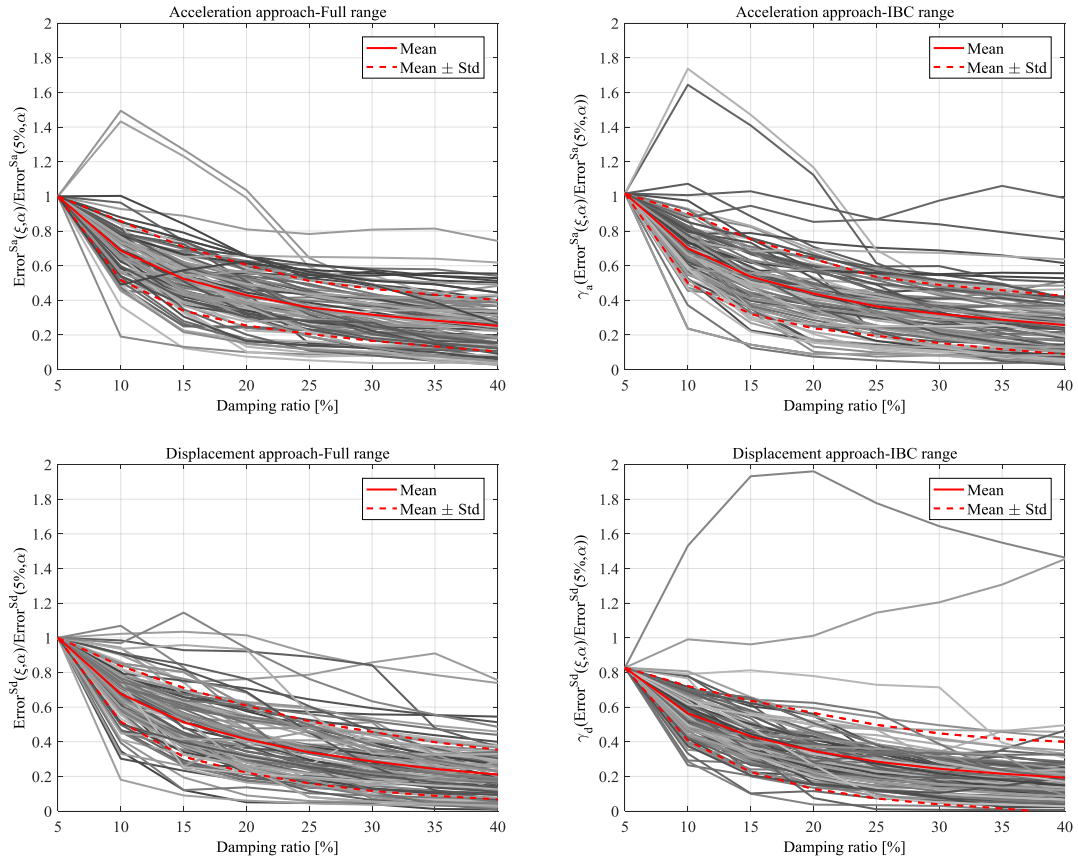 Acceleration approach-Full range
2
1.8
1.6
1.4
1.2
1
0.8
0.6
0.4
0.2
0
Error^Sa(ξ,α)/Error^Sa(5%,α)
Mean
Mean ± Std
5 10 15 20 25 30 35 40
Damping ratio [%]
Acceleration approach-IBC range
2
1.8
1.6
1.4
1.2
1
0.8
0.6
0.4
0.2
0
γ_a(Error^Sa(ξ,α)/Error^Sa(5%,α))
Mean
Mean ± Std
5 10 15 20 25 30 35 40
Damping ratio [%]
Displacement approach-Full range
2
1.8
1.6
1.4
1.2
1
0.8
0.6
0.4
0.2
0
Error^Sd(ξ,α)/Error^Sd(5%,α)
Mean
Mean ± Std
5 10 15 20 25 30 35 40
Damping ratio [%]
Displacement approach-IBC range
2
1.8
1.6
1.4
1.2
1
0.8
0.6
0.4
0.2
0
γ_d(Error^Sd(ξ,α)/Error^Sd(5%,α))
Mean
Mean ± Std
5 10 15 20 25 30 35 40
Damping ratio [%]